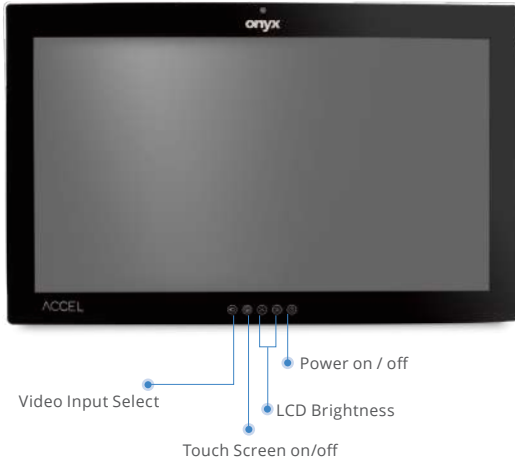 onyx
ACCEL
Power on / off
Video Input Select
LCD Brightness
Touch Screen on/off